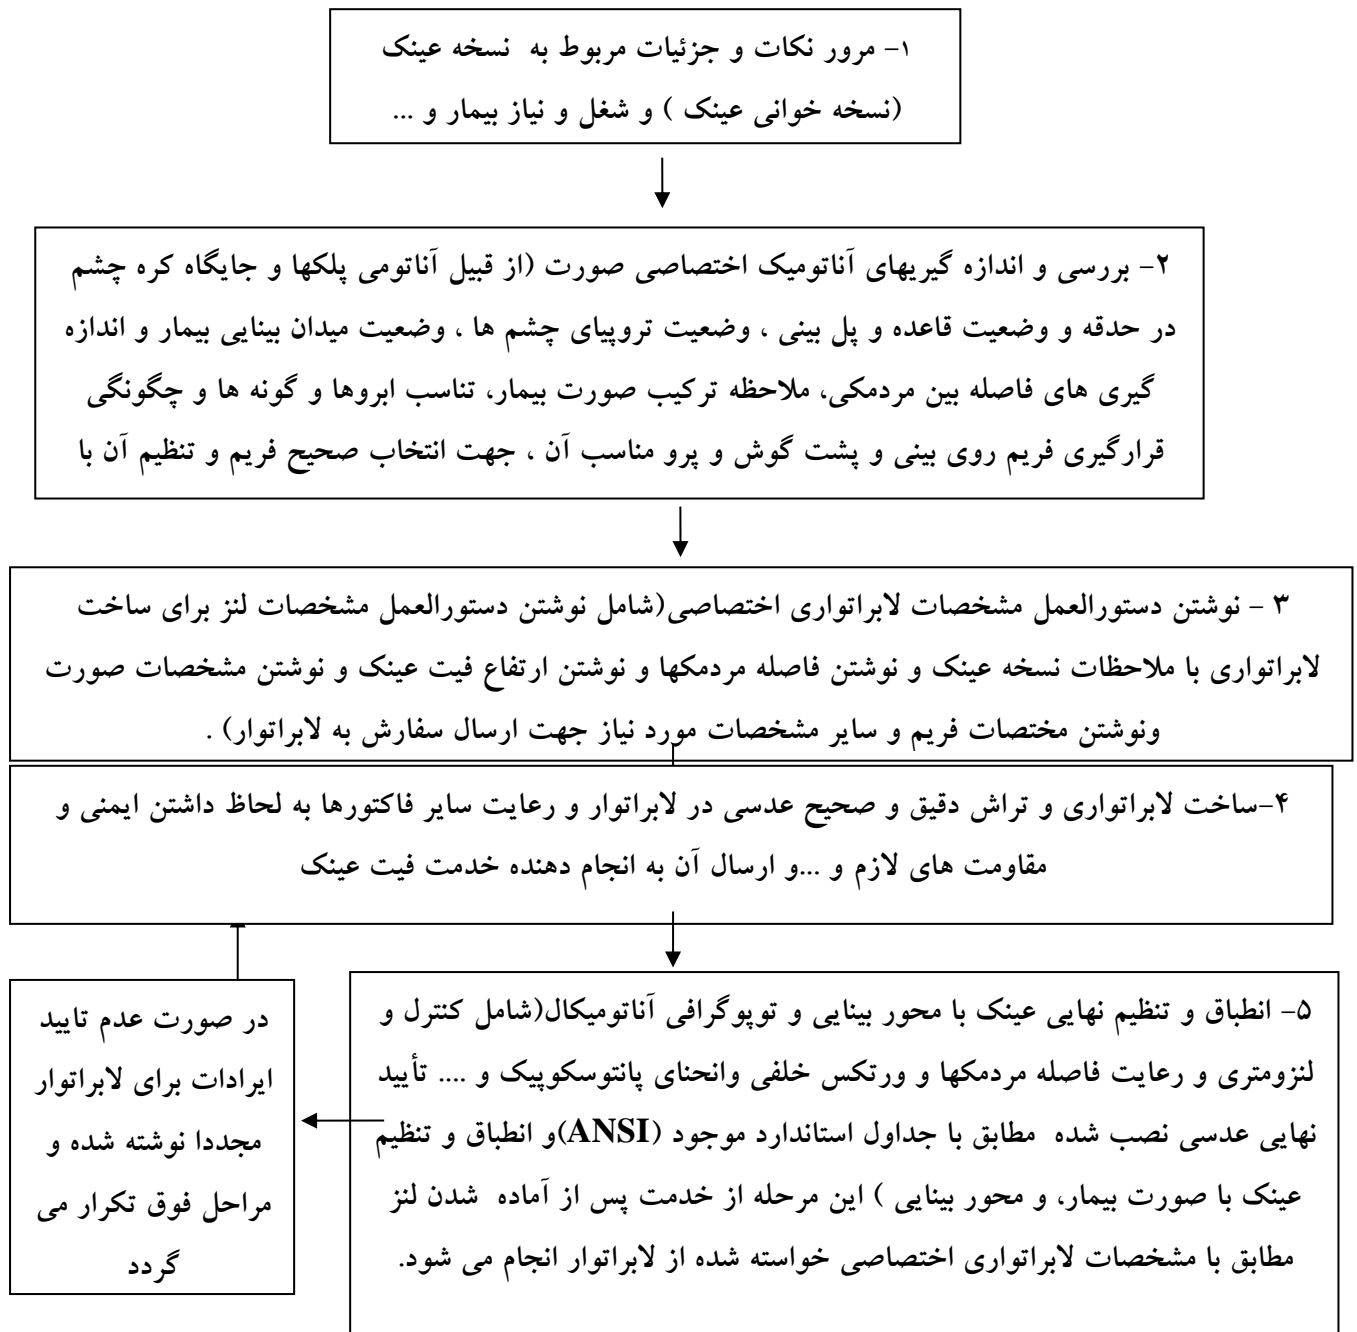 ۱- مرور نکات و جزئیات مربوط به نسخه عینک
(نسخه خوانی عینک ) و شغل و نیاز بیمار و ...
۲- بررسی و اندازه گیریهای آناتومیک اختصاصی صورت (از قبیل آناتومی پلکها و جایگاه کره چشم
در حدقه و وضعیت قاعده و پل بینی ، وضعیت تروپیای چشم ها ، وضعیت میدان بینایی بیمار و اندازه
گیری های فاصله بین مردمکی، ملاحظه ترکیب صورت بیمار، تناسب ابروها و گونه ها و چگونگی
قرارگیری فریم روی بینی و پشت گوش و پرو مناسب آن ، جهت انتخاب صحیح فریم و تنظیم آن با
۳ - نوشتن دستورالعمل مشخصات لابراتواری اختصاصی(شامل نوشتن دستورالعمل مشخصات لنز برای ساخت
لابراتواری با ملاحظات نسخه عینک و نوشتن فاصله مردمکها و نوشتن ارتفاع فیت عینک و نوشتن مشخصات صورت
ونوشتن مختصات فریم و سایر مشخصات مورد نیاز جهت ارسال سفارش به لابراتوار) .
۴-ساخت لابراتواری و تراش دقیق و صحیح عدسی در لابراتوار و رعایت سایر فاکتورها به لحاظ داشتن ایمنی و
مقاومت های لازم و ...و ارسال آن به انجام دهنده خدمت فیت عینک
۵- انطباق و تنظیم نهایی عینک با محور بینایی و توپوگرافی آناتومیکال(شامل کنترل و
لنزومتری و رعایت فاصله مردمکها و ورتکس خلفی وانحنای پانتوسکوپیک و .... تأیید
نهایی عدسی نصب شده مطابق با جداول استاندارد موجود (ANSI)و انطباق و تنظیم
عینک با صورت بیمار، و محور بینایی ) این مرحله از خدمت پس از آماده شدن لنز
مطابق با مشخصات لابراتواری اختصاصی خواسته شده از لابراتوار انجام می شود.
در صورت عدم تایید
ایرادات برای لابراتوار
مجددا نوشته شده و
مراحل فوق تکرار می
گردد